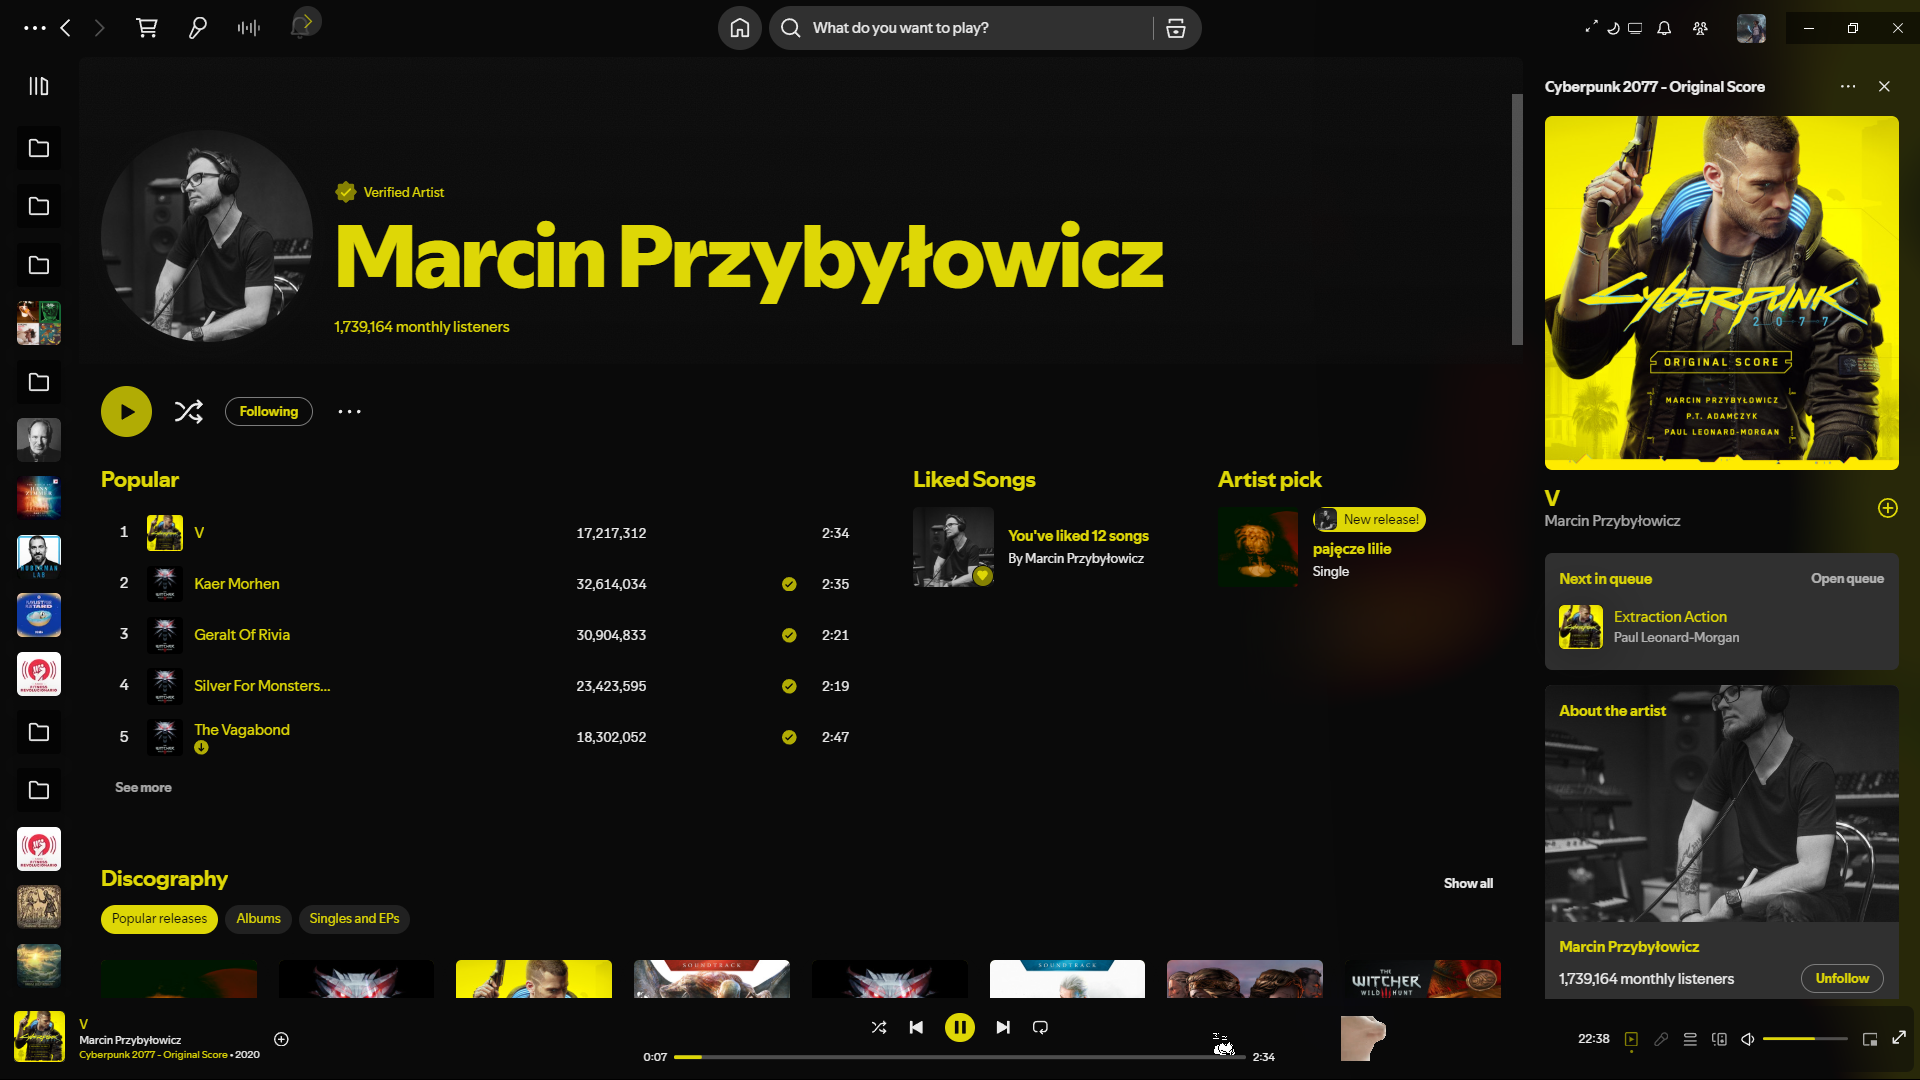 What do you want to play?
Verified Artist
Marcin Przybyłowicz
1,739,164 monthly listeners
Following
Popular
1 V 17,217,312 2:34
2 Kaer Morhen 32,614,034 2:35
3 Geralt Of Rivia 30,904,833 2:21
4 Silver For Monsters... 23,423,595 2:19
5 The Vagabond 18,302,052 2:47
See more
Liked Songs
You've liked 12 songs
By Marcin Przybyłowicz
Artist pick
New release!
pajęcze lilie
Single
Discography
Show all
Popular releases
Albums
Singles and EPs
SOUNDTRACK
SOUNDTRACK
THE
WITCHER
WILD HUNT
Cyberpunk 2077 - Original Score
CYBERPUNK
2077
ORIGINAL SCORE
MARCIN PRZYBYŁOWICZ
P.T. ADAMCZYK
PAUL LEONARD-MORGAN
V
Marcin Przybyłowicz
Next in queue
Open queue
Extraction Action
Paul Leonard-Morgan
About the artist
Marcin Przybyłowicz
1,739,164 monthly listeners
Unfollow
V
Marcin Przybyłowicz
Cyberpunk 2077 - Original Score • 2020
0:07
2:34
22:38